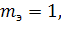 mэ = 1,